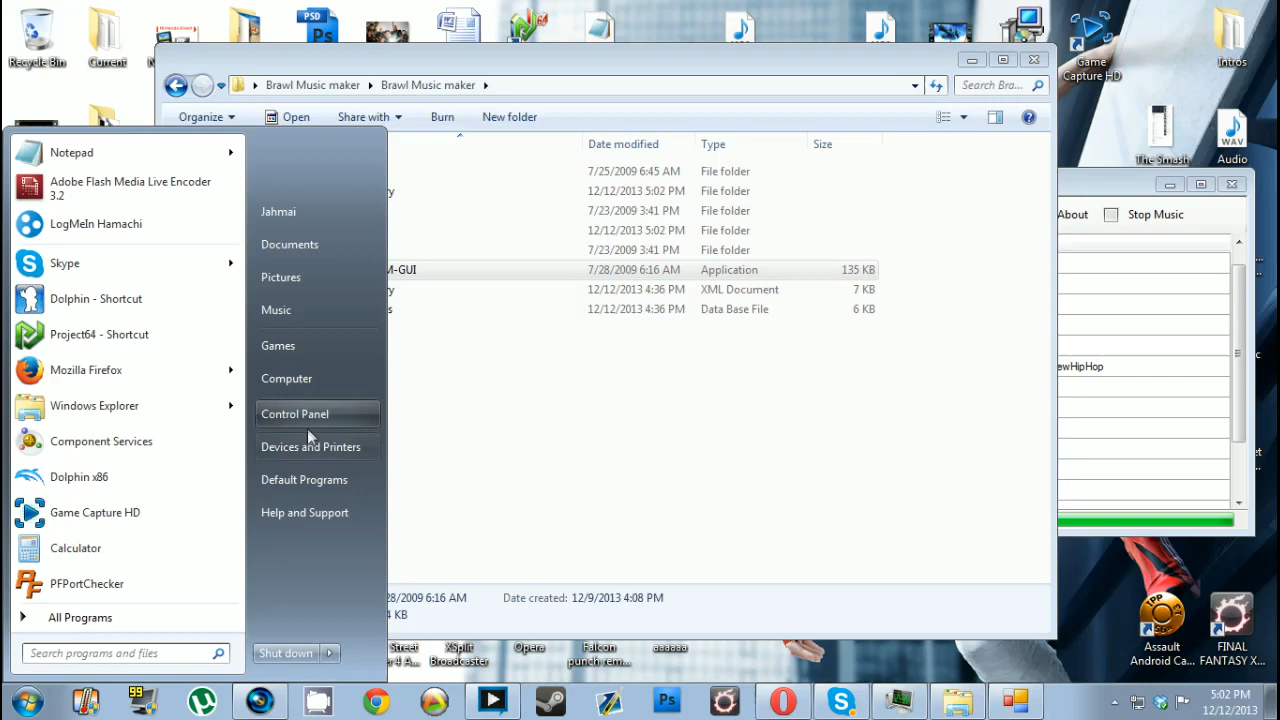 PSD
Recycle Bin
Current
Game
Capture HD
Intros
The Smash
WAV
Audio
Brawl Music maker
Brawl Music maker
Search Bra...
Organize
Open
Share with
Burn
New folder
Date modified
Type
Size
7/25/2009 6:45 AM
File folder
ry
12/12/2013 5:02 PM
File folder
7/23/2009 3:41 PM
File folder
12/12/2013 5:02 PM
File folder
7/23/2009 3:41 PM
File folder
M-GUI
7/28/2009 6:16 AM
Application
135 KB
ry
12/12/2013 4:36 PM
XML Document
7 KB
s
12/12/2013 4:36 PM
Data Base File
6 KB
28/2009 6:16 AM
Date created: 12/9/2013 4:08 PM
4 KB
About
Stop Music
ewHipHop
Notepad
Adobe Flash Media Live Encoder
3.2
LogMeIn Hamachi
Skype
Dolphin - Shortcut
Project64 - Shortcut
Mozilla Firefox
Windows Explorer
Component Services
Dolphin x86
Game Capture HD
Calculator
PFPortChecker
All Programs
Search programs and files
Jahmai
Documents
Pictures
Music
Games
Computer
Control Panel
Devices and Printers
Default Programs
Help and Support
Shut down
Street
r4 A...
XSplit
Broadcaster
Opera
Falcon
punch,rem...
aaaaaa
Assault
Android Ca...
FINAL
FANTASY X...
99
Ps
5:02 PM
12/12/2013